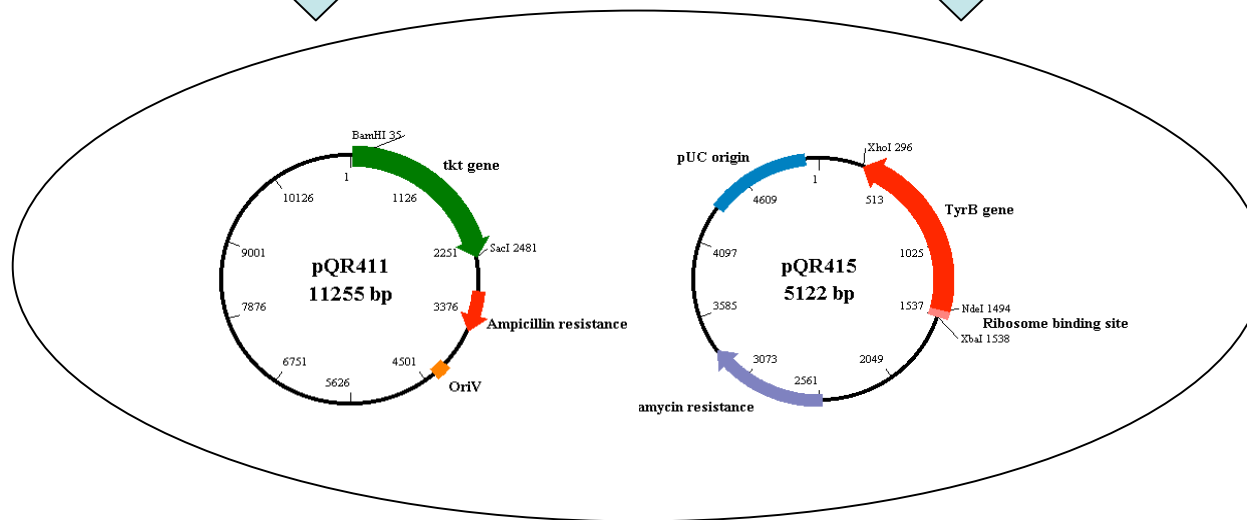 BamHI 35
tkt gene
1
1126
10126
9001
2251
SacI 2481
pQR411
11255 bp
7876
3376
Ampicillin resistance
6751
4501
5626
OriV
XhoI 296
pUC origin
1
4609
513
TyrB gene
4097
1025
pQR415
5122 bp
3585
1537
NdeI 1494
Ribosome binding site
XbaI 1538
3073
2049
2561
amycin resistance